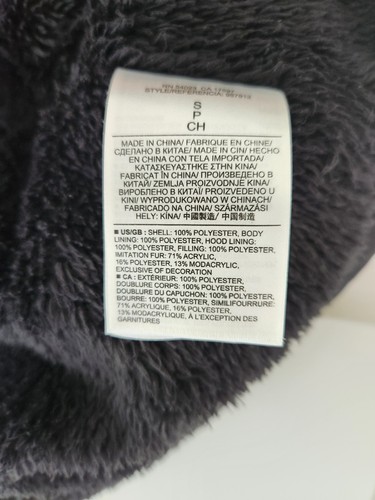 S
P
CH
MADE IN CHINA/ FABRIQUE EN CHINE/
СДЕЛАНО В КИТАЕ/ MADE IN CIN/ HECHO
EN CHINA CON TELA IMPORTADA/
ΚΑΤΑΣΚΕΥΑΣΤΗΚΕ ΣΤΗΝ ΚΙΝΑ/
FABRICAT ÎN CHINA/ ПРОИЗВЕДЕНО В
КИТАЙ/ ZEMLJA PROIZVODNJE KINA/
ВИРОБЛЕНО В КИТАЇ/ PROIZVEDENO U
KINI/ WYPRODUKOWANO W CHINACH/
FABRICADO NA CHINA/ SZÁRMAZÁSI
HELY: KÍNA/ 中國製造/ 中国制造
■ US/GB : SHELL: 100% POLYESTER, BODY
LINING: 100% POLYESTER, HOOD LINING:
100% POLYESTER, FILLING: 100% POLYESTER,
IMITATION FUR: 71% ACRYLIC,
16% POLYESTER, 13% MODACRYLIC,
EXCLUSIVE OF DECORATION
■ CA : EXTÉRIEUR: 100% POLYESTER,
DOUBLURE CORPS: 100% POLYESTER,
DOUBLURE DU CAPUCHON: 100% POLYESTER,
BOURRE: 100% POLYESTER, SIMILIFOURRURE:
71% ACRYLIQUE, 16% POLYESTER,
13% MODACRYLIQUE, À L'EXCEPTION DES
GARNITURES